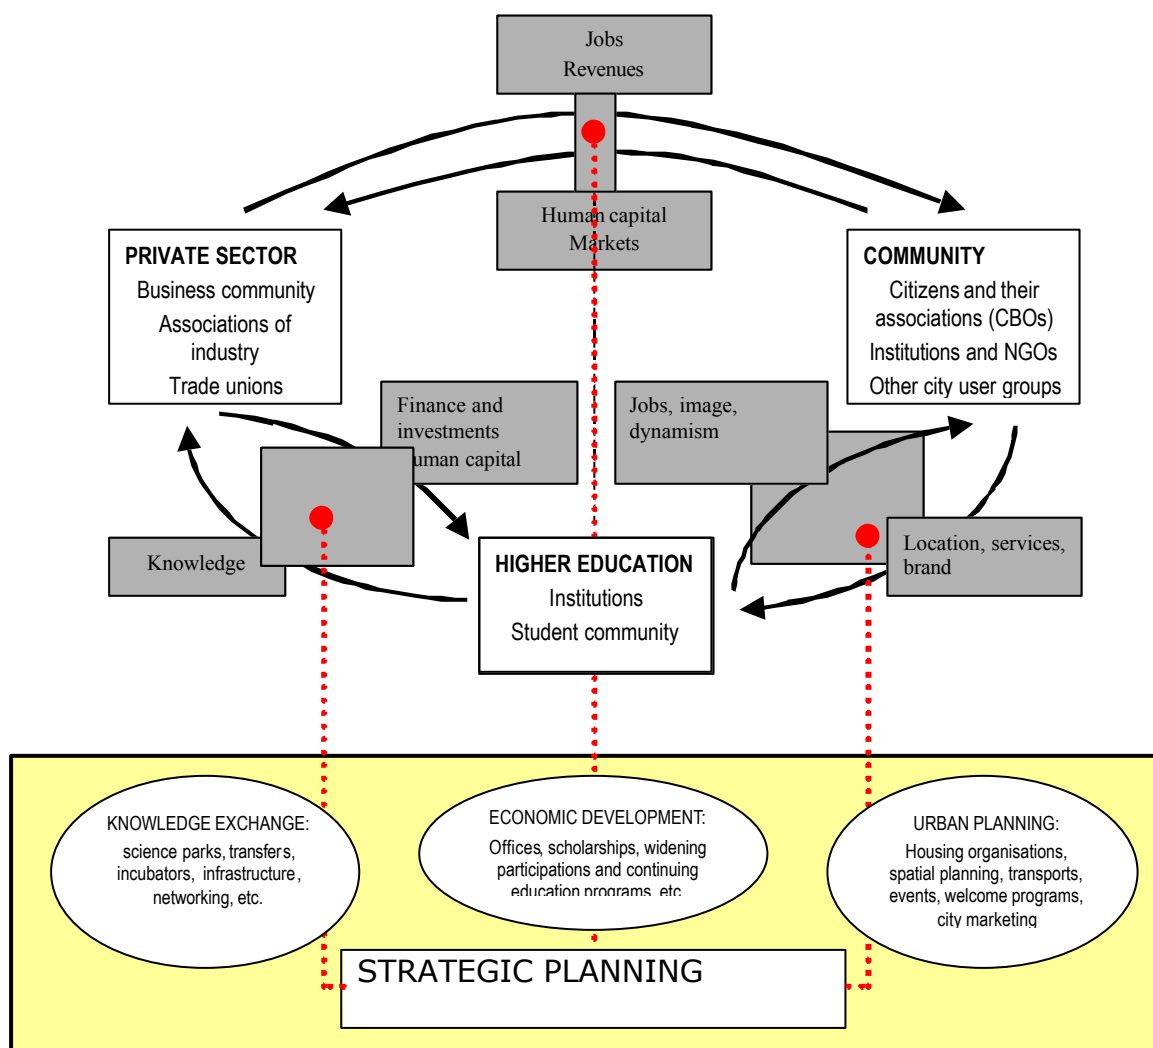 Jobs
Revenues
Human capital
Markets
PRIVATE SECTOR
Business community
Associations of
industry
Trade unions
COMMUNITY
Citizens and their
associations (CBOs)
Institutions and NGOs
Other city user groups
Finance and
investments
human capital
Jobs, image,
dynamism
Knowledge
Location, services,
brand
HIGHER EDUCATION
Institutions
Student community
KNOWLEDGE EXCHANGE:
science parks, transfers,
incubators, infrastructure,
networking, etc.
ECONOMIC DEVELOPMENT:
Offices, scholarships, widening
participations and continuing
education programs, etc
URBAN PLANNING:
Housing organisations,
spatial planning, transports,
events, welcome programs,
city marketing
STRATEGIC PLANNING